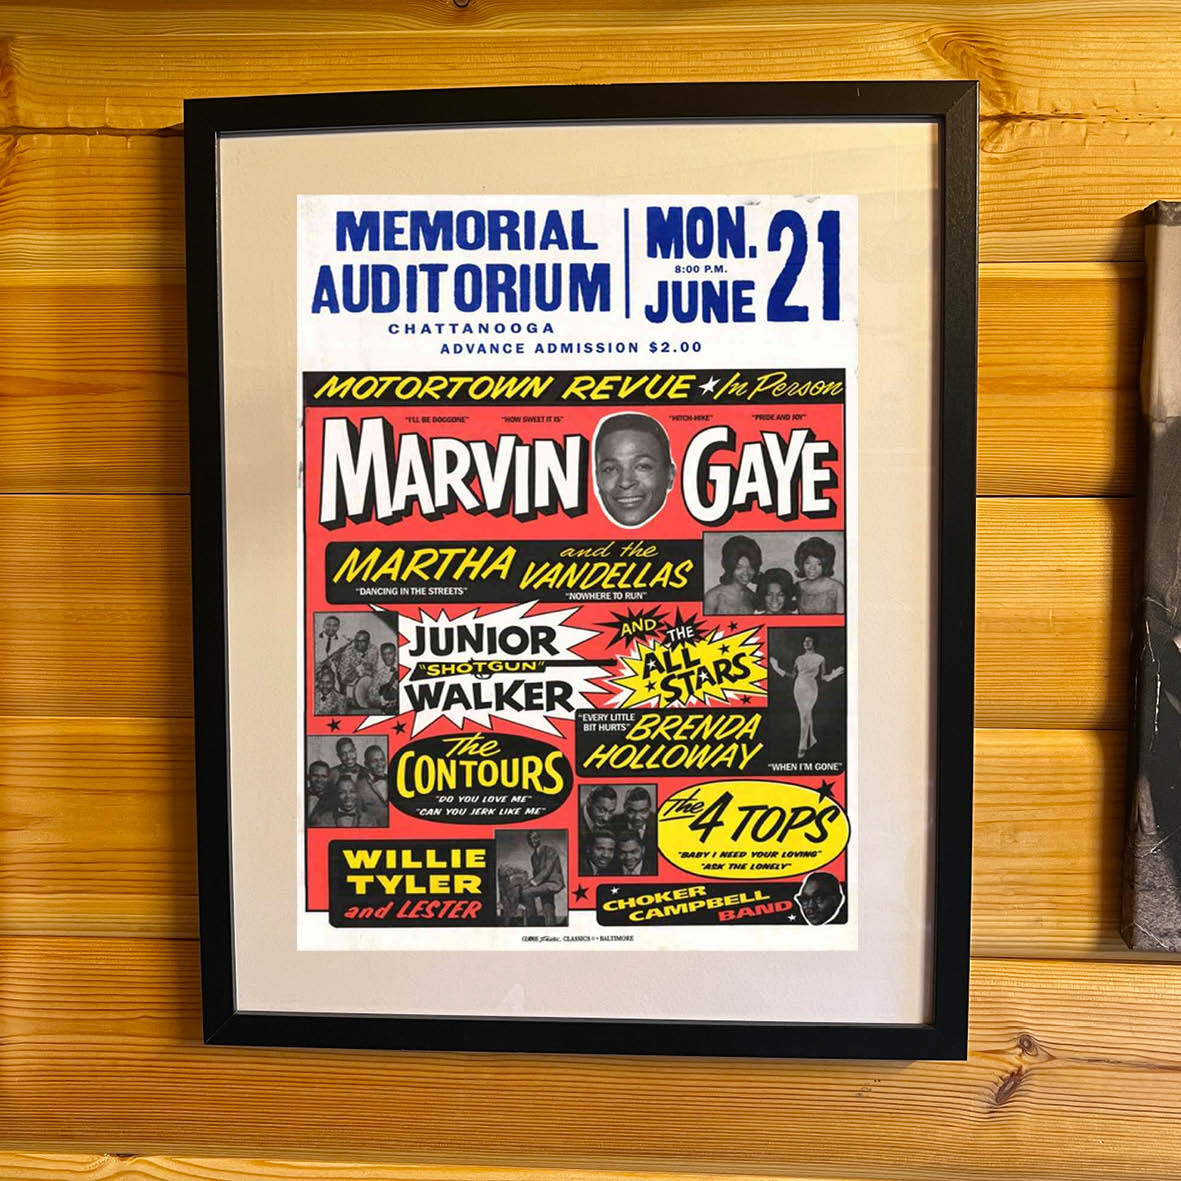 MEMORIAL
AUDITORIUM
CHATTANOOGA
MON. 21
8:00 P.M.
JUNE
ADVANCE ADMISSION $2.00
MOTORTOWN REVUE ★ In Person
"I'LL BE DOGGONE" "HOW SWEET IT IS" "HITCH-HIKE" "PRIDE AND JOY"
MARVIN GAYE
MARTHA and the VANDELLAS
"DANCING IN THE STREETS" "NOWHERE TO RUN"
JUNIOR
"SHOTGUN"
WALKER
AND THE
ALL
STARS
"EVERY LITTLE
BIT HURTS"
BRENDA
HOLLOWAY
"WHEN I'M GONE"
The
CONTOURS
"DO YOU LOVE ME"
"CAN YOU JERK LIKE ME"
The 4 TOPS
"BABY I NEED YOUR LOVING"
"ASK THE LONELY"
WILLIE
TYLER
and LESTER
CHOKER
CAMPBELL
BAND
GLOBE Poster CLASSICS © • BALTIMORE